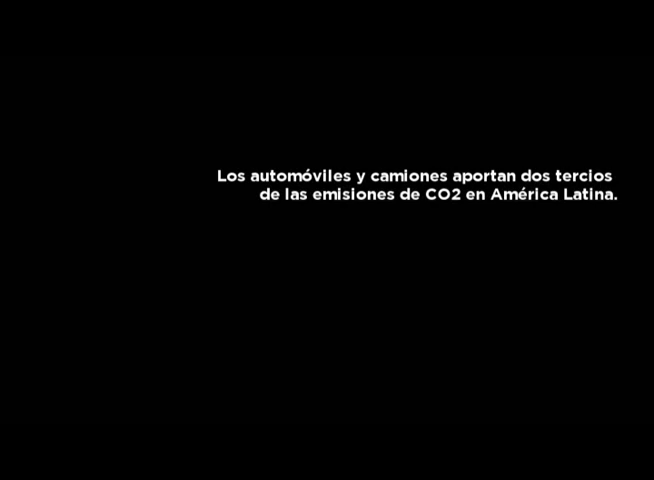 Los automóviles y camiones aportan dos tercios
de las emisiones de CO2 en América Latina.